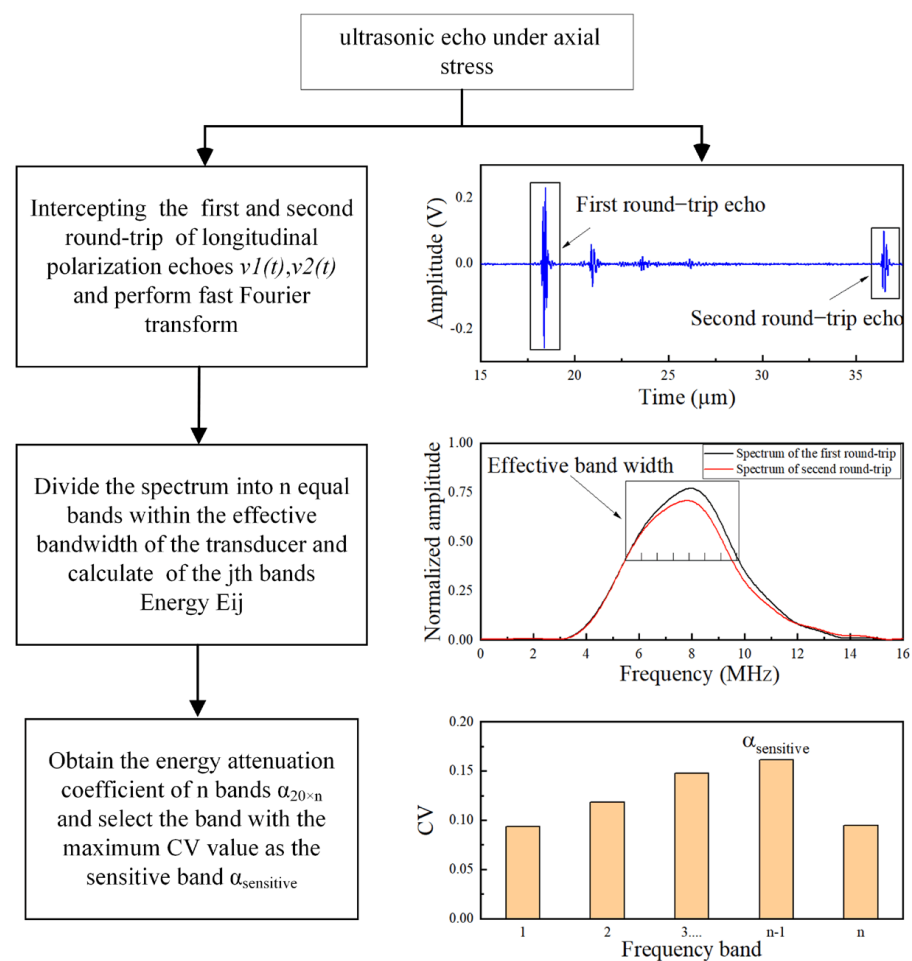 ultrasonic echo under axial
stress
Intercepting the first and second
round-trip of longitudinal
polarization echoes v1(t),v2(t)
and perform fast Fourier
transform
Amplitude (V)
0.2
0.0
-0.2
First round−trip echo
Second round−trip echo
15 20 25 30 35
Time (µm)
Divide the spectrum into n equal
bands within the effective
bandwidth of the transducer and
calculate of the jth bands
Energy Eij
Normalized amplitude
1.00
0.75
0.50
0.25
0.00
Effective band width
Spectrum of the first round-trip
Spectrum of secend round-trip
0 2 4 6 8 10 12 14 16
Frequency (MHz)
Obtain the energy attenuation
coefficient of n bands α20×n
and select the band with the
maximum CV value as the
sensitive band αsensitive
CV
0.20
0.15
0.10
0.05
0.00
αsensitive
1 2 3.... n-1 n
Frequency band